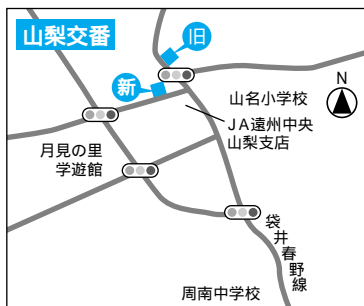 山梨交番
旧
新
N
山名小学校
JA遠州中央
山梨支店
月見の里
学遊館
袋井春野線
周南中学校